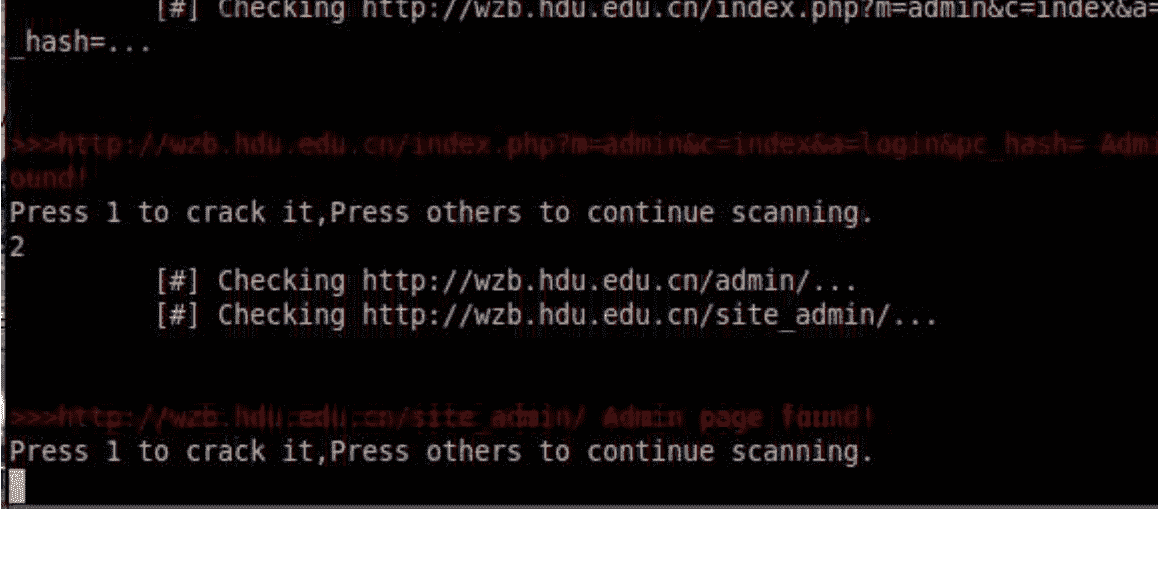 [#] Checking http://wzb.hdu.edu.cn/index.php?m=admin&c=index&a=
_hash=...
>>>http://wzb.hdu.edu.cn/index.php?m=admin&c=index&a=login&pc_hash= Admi
ound!
Press 1 to crack it,Press others to continue scanning.
2
[#] Checking http://wzb.hdu.edu.cn/admin/...
[#] Checking http://wzb.hdu.edu.cn/site_admin/...
>>>http://wzb.hdu.edu.cn/site_admin/ Admin page found!
Press 1 to crack it,Press others to continue scanning.